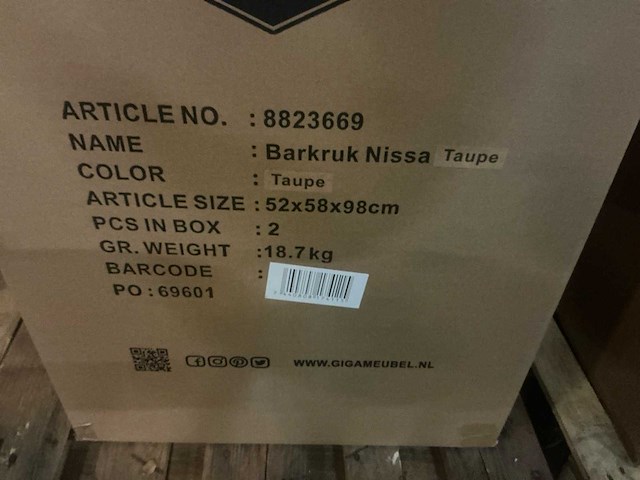 ARTICLE NO. : 8823669
NAME : Barkruk Nissa Taupe
COLOR : Taupe
ARTICLE SIZE : 52x58x98cm
PCS IN BOX : 2
GR. WEIGHT :18.7kg
BARCODE :
PO : 69601
WWW.GIGAMEUBEL.NL